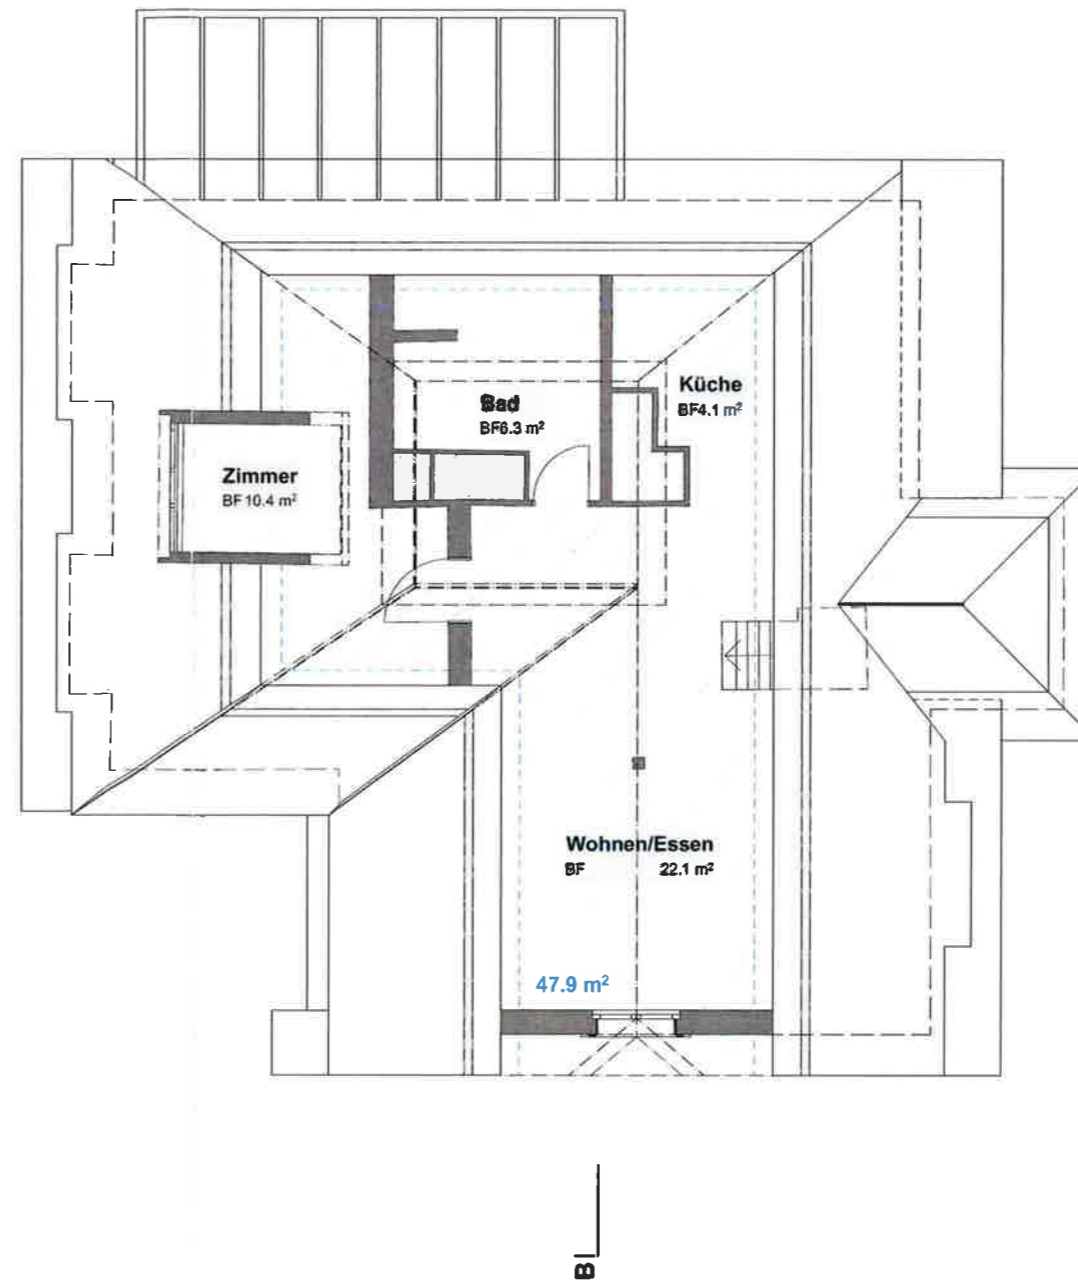 Küche
BF4.1 m²
Bad
BF6.3 m²
Zimmer
BF 10.4 m²
Wohnen/Essen
BF 22.1 m²
47.9 m²
B